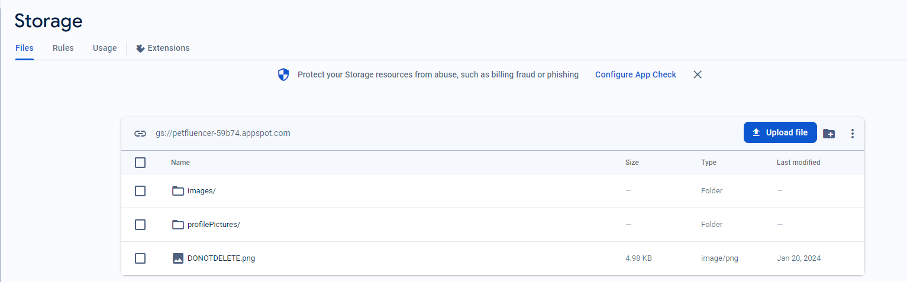 Storage
Files Rules Usage Extensions
Protect your Storage resources from abuse, such as billing fraud or phishing Configure App Check
gs://petfluencer-59b74.appspot.com Upload file
Name Size Type Last modified
images/ — Folder —
profilePictures/ — Folder —
DONOTDELETE.png 4.98 KB image/png Jan 20, 2024